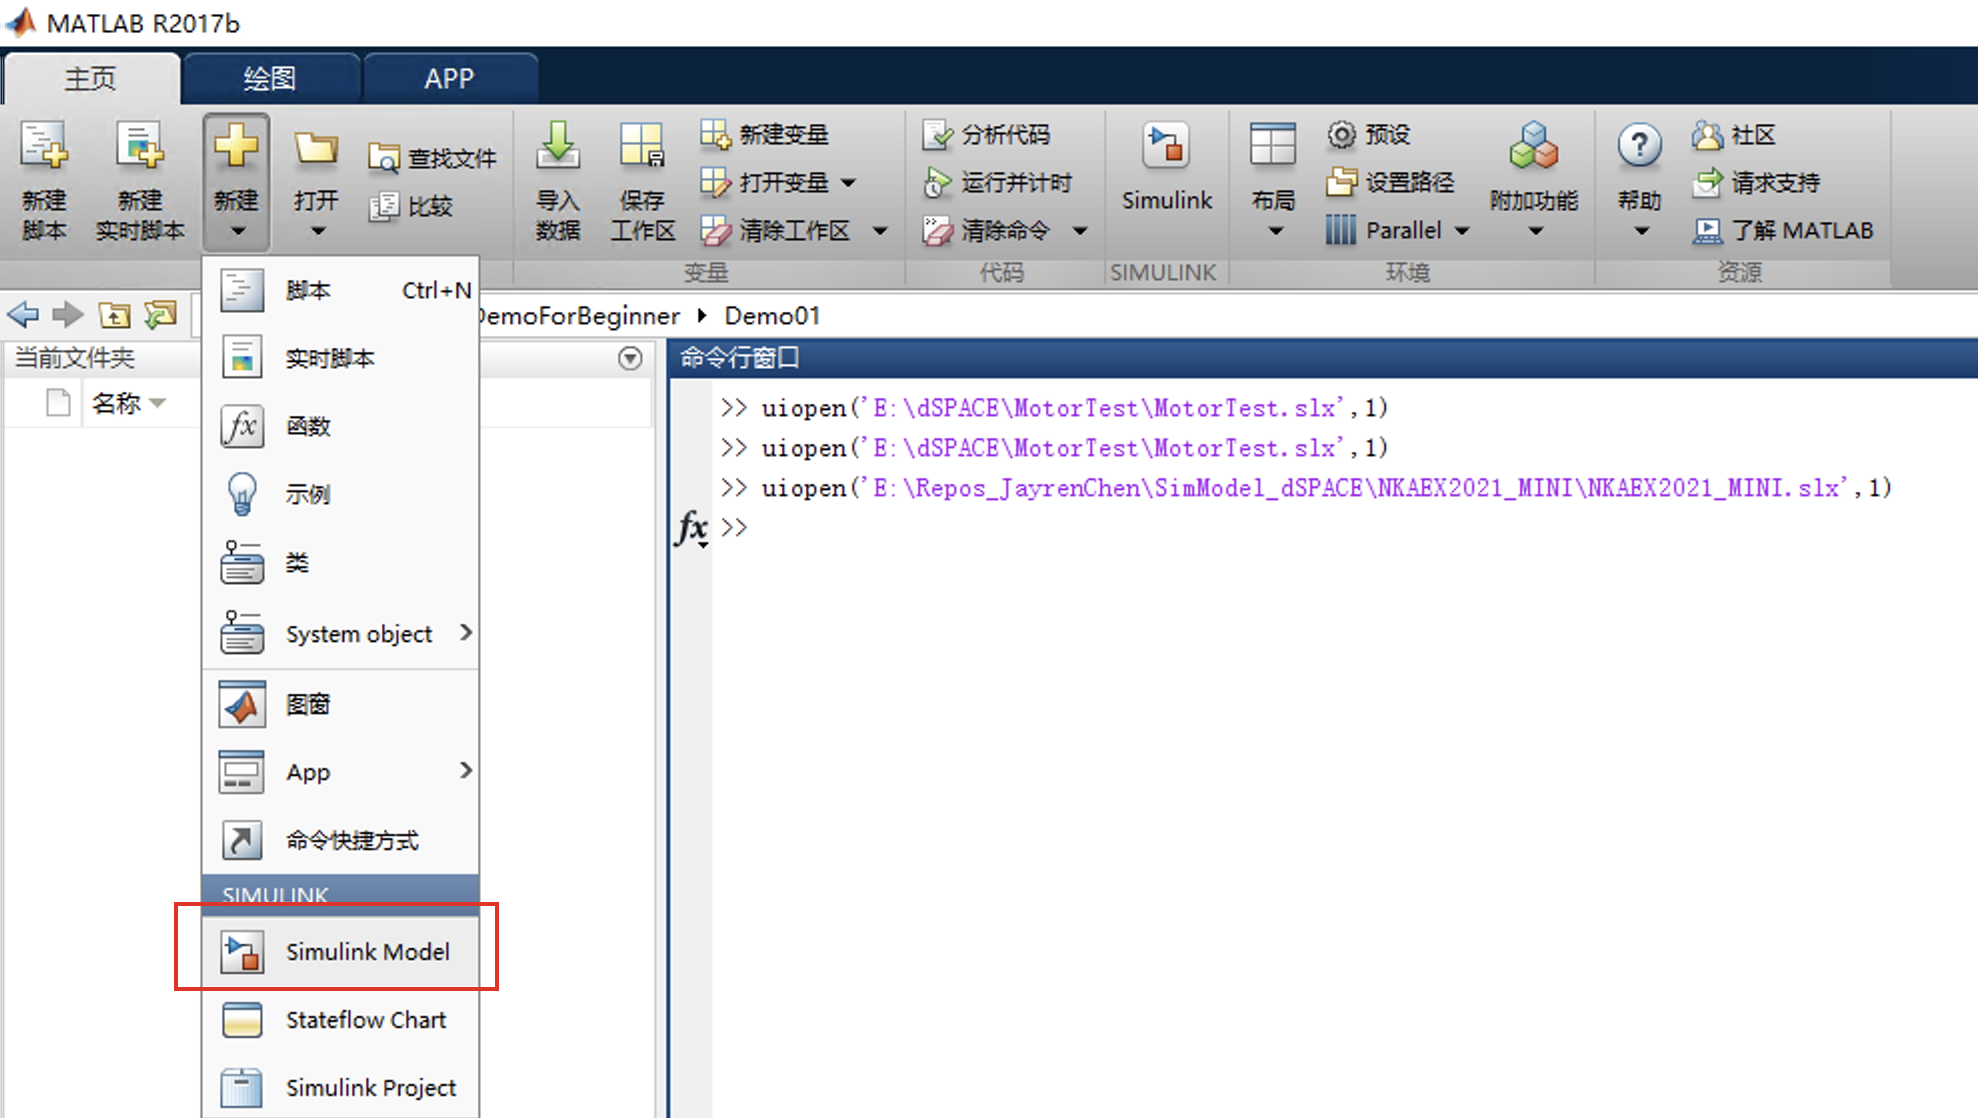 MATLAB R2017b
主页
绘图
APP
新建
脚本
新建
实时脚本
新建
打开
查找文件
比较
导入
数据
保存
工作区
新建变量
打开变量
清除工作区
变量
分析代码
运行并计时
清除命令
代码
Simulink
SIMULINK
布局
预设
设置路径
Parallel
附加功能
环境
帮助
社区
请求支持
了解 MATLAB
资源
DemoForBeginner
Demo01
当前文件夹
名称
脚本 Ctrl+N
实时脚本
fx 函数
示例
类
System object
图窗
App
命令快捷方式
SIMULINK
Simulink Model
Stateflow Chart
Simulink Project
命令行窗口
>> uiopen('E:\dSPACE\MotorTest\MotorTest.slx',1)
>> uiopen('E:\dSPACE\MotorTest\MotorTest.slx',1)
>> uiopen('E:\Repos_JayrenChen\SimModel_dSPACE\NKAEX2021_MINI\NKAEX2021_MINI.slx',1)
fx >>